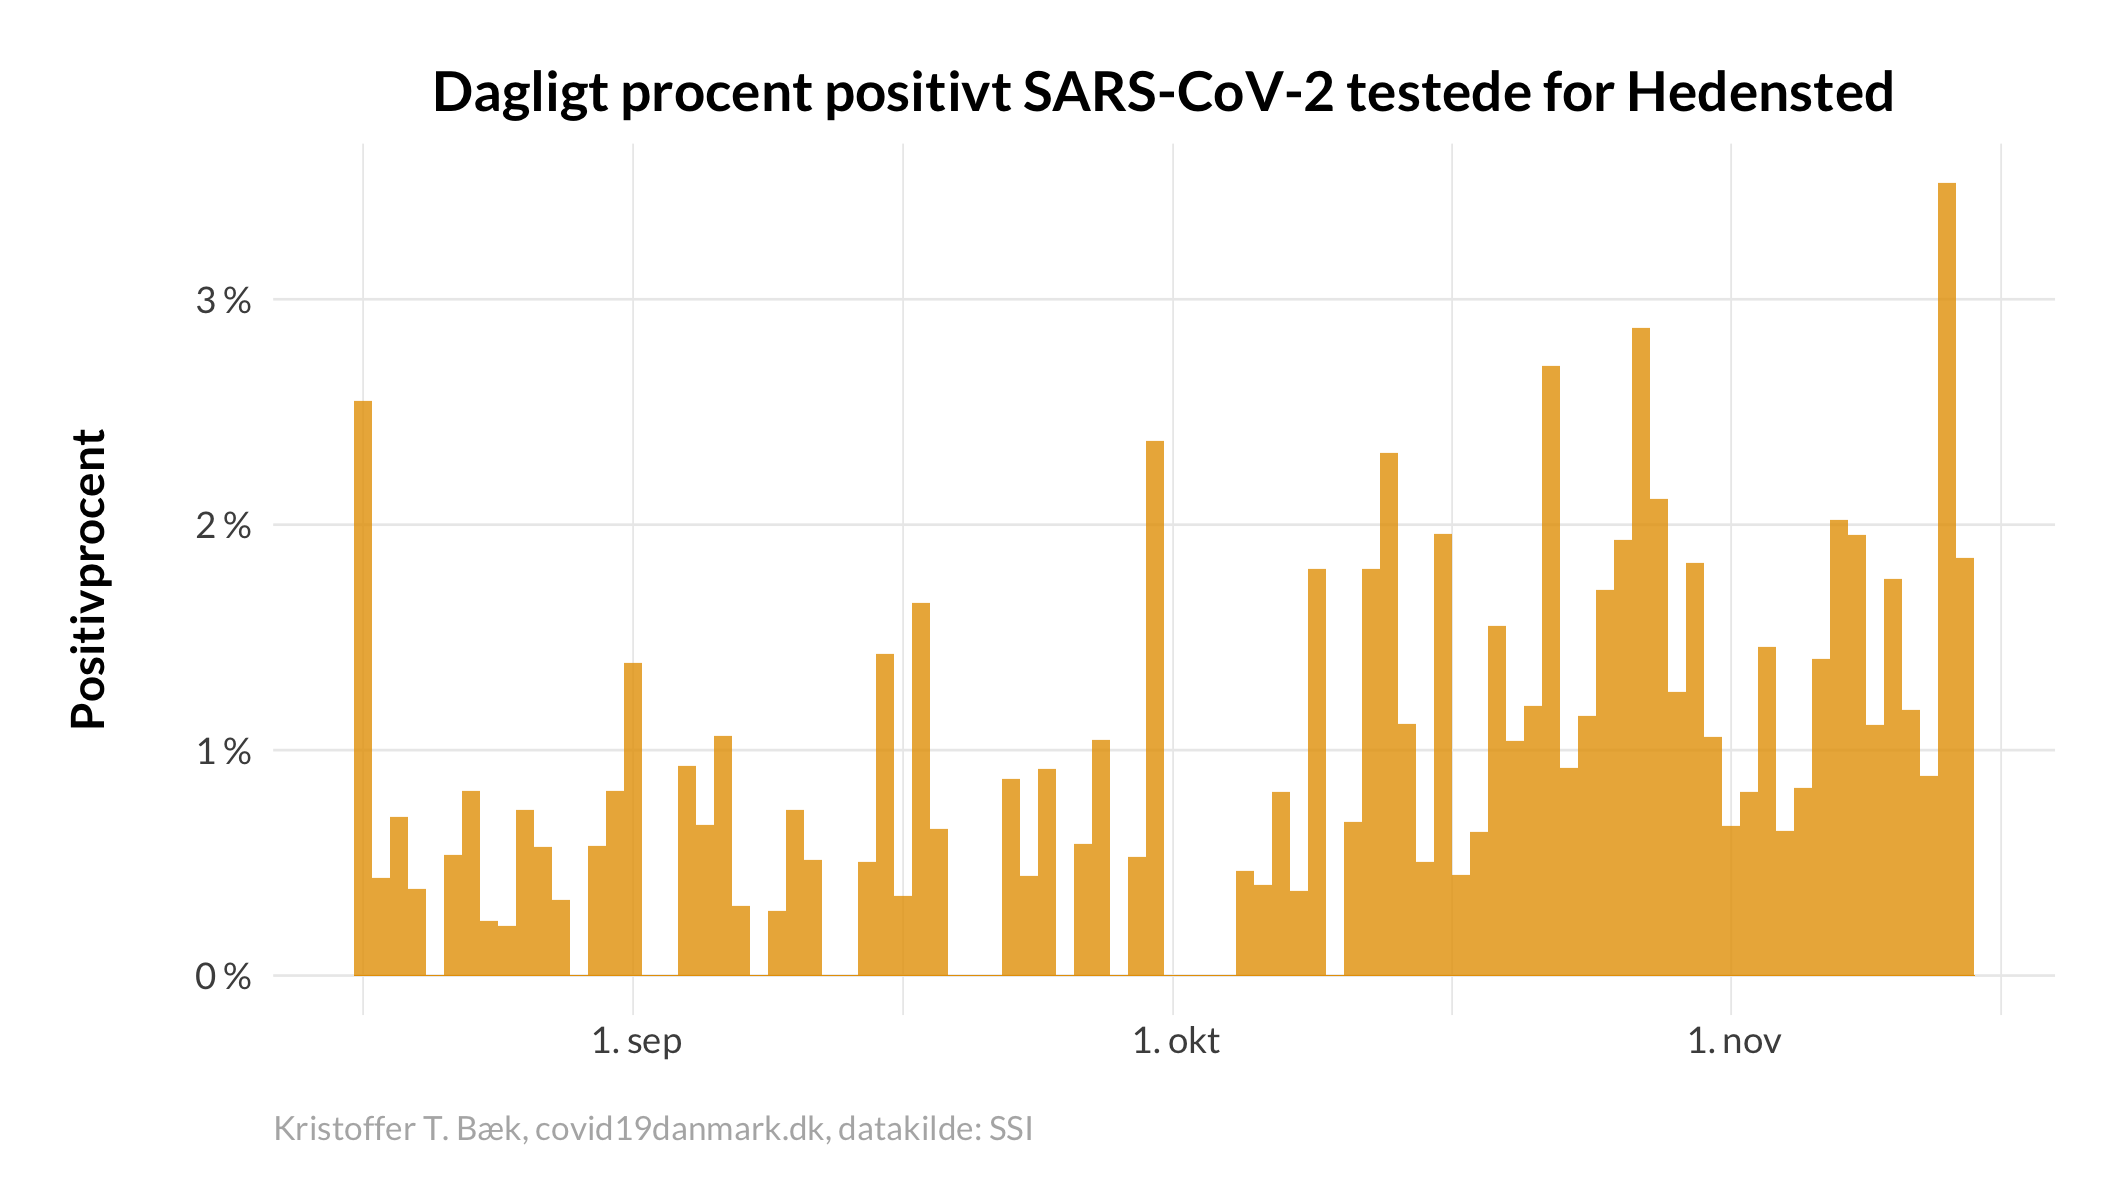 Dagligt procent positivt SARS-CoV-2 testede for Hedensted
Positivprocent
3 %
2 %
1 %
0 %
1. sep
1. okt
1. nov
Kristoffer T. Bæk, covid19danmark.dk, datakilde: SSI